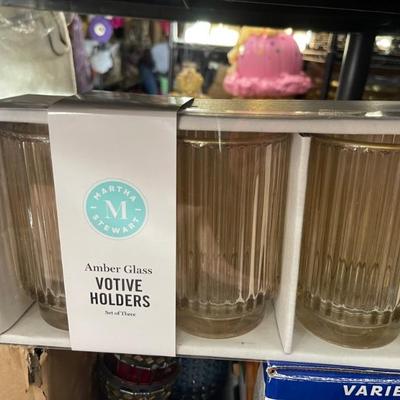 MARTHA
M
STEWART
Amber Glass
VOTIVE
HOLDERS
Set of Three
VARIE